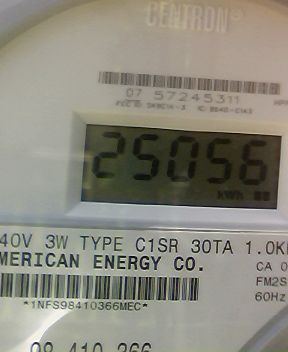 CENTRON®
07 57245311
25056
kWh
40V 3W TYPE C1SR 30TA 1.0K
MERICAN ENERGY CO.
CA 0
FM2S
60Hz
*1NFS98410366MEC*
98 410 366